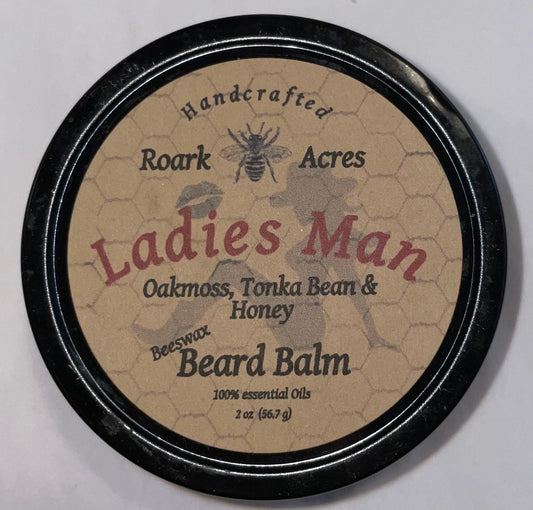 Handcrafted
Roark Acres
Ladies Man
Oakmoss, Tonka Bean &
Honey
Beeswax
Beard Balm
100% essential Oils
2 oz (56.7 g)